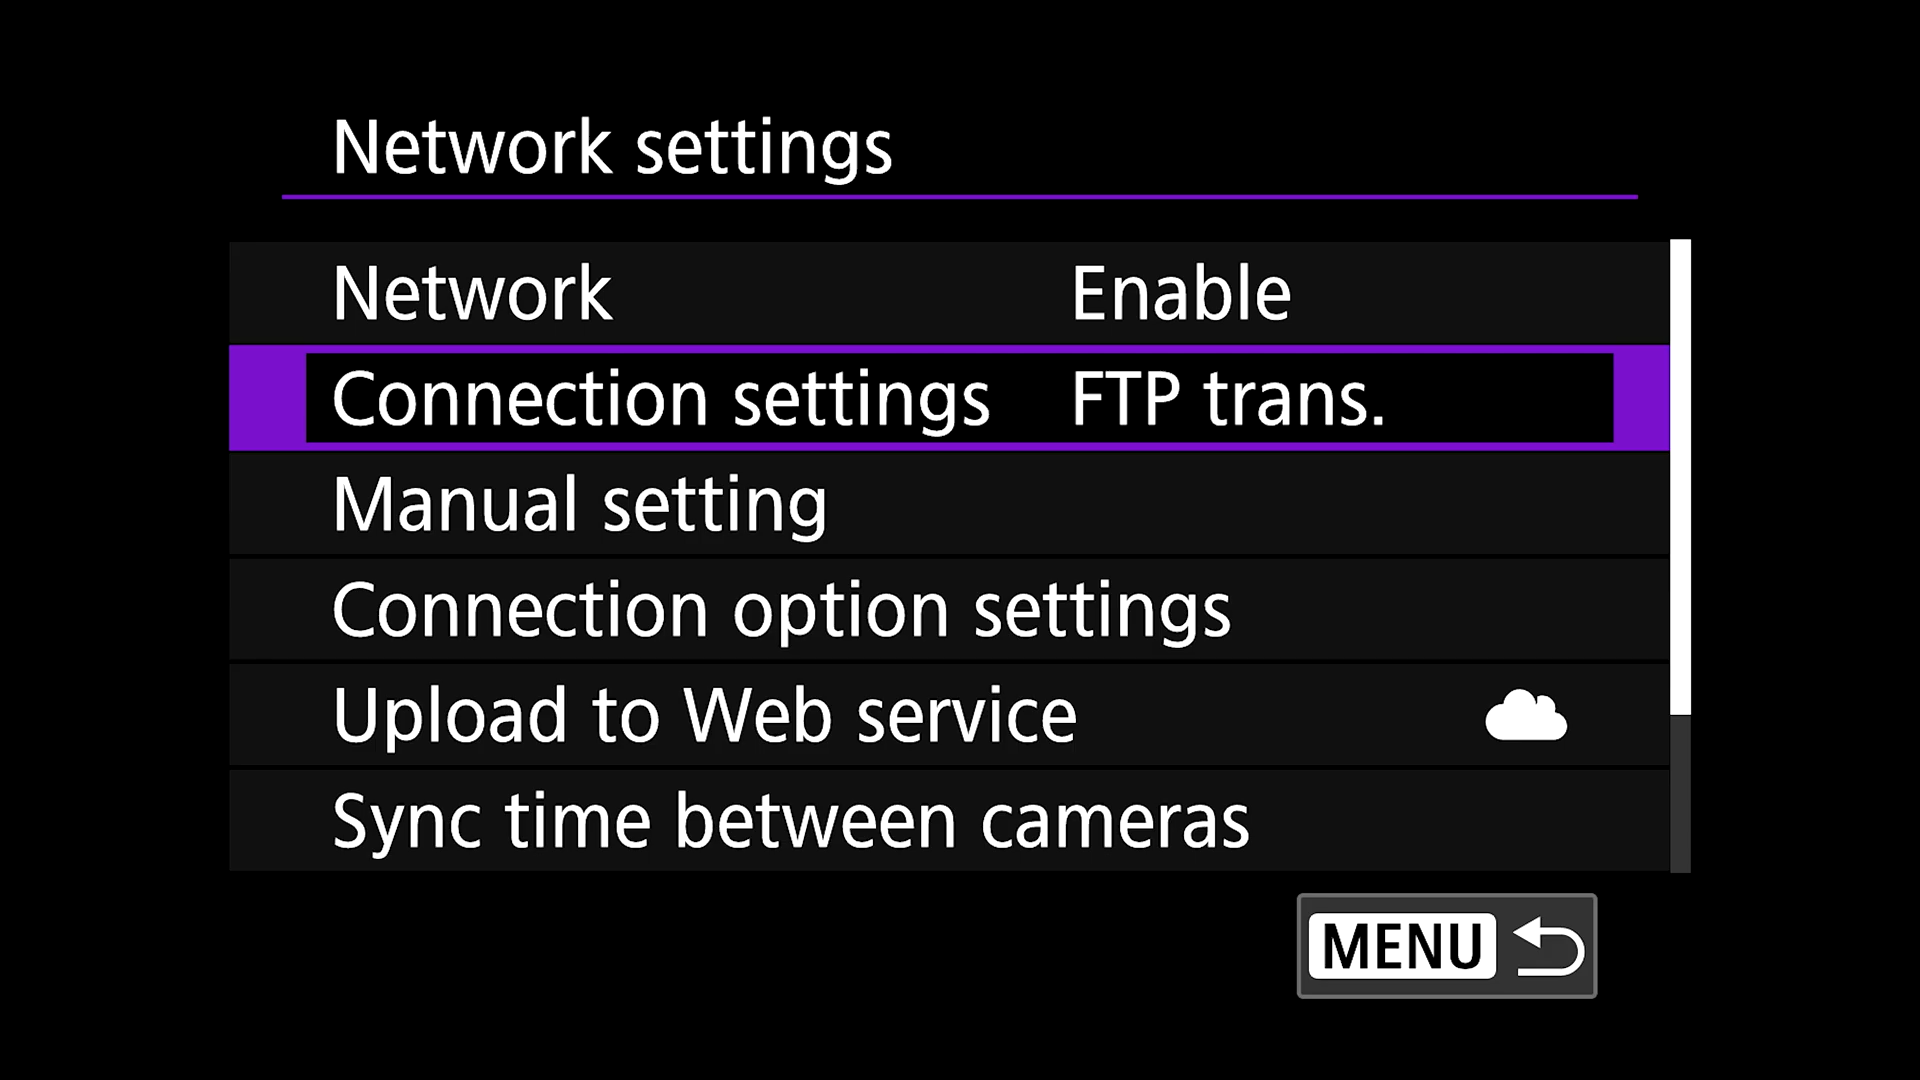 Network settings
Network Enable
Connection settings FTP trans.
Manual setting
Connection option settings
Upload to Web service
Sync time between cameras
MENU